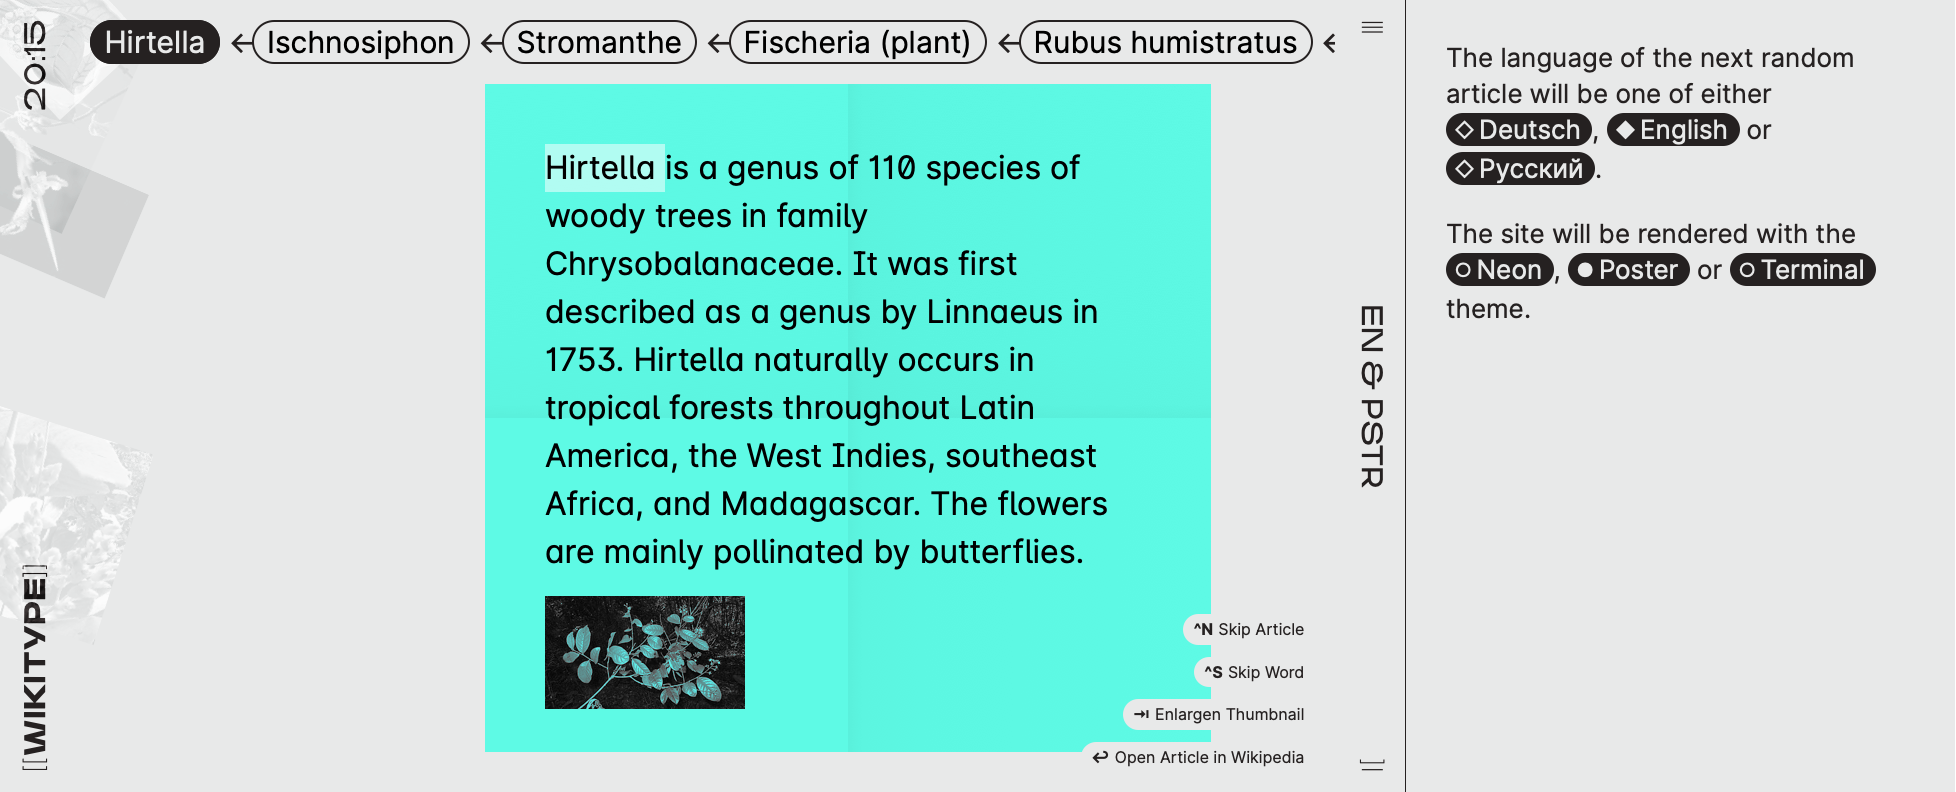 20:15
Hirtella ← Ischnosiphon ← Stromanthe ← Fischeria (plant) ← Rubus humistratus ←
Hirtella is a genus of 110 species of
woody trees in family
Chrysobalanaceae. It was first
described as a genus by Linnaeus in
1753. Hirtella naturally occurs in
tropical forests throughout Latin
America, the West Indies, southeast
Africa, and Madagascar. The flowers
are mainly pollinated by butterflies.
^N Skip Article
^S Skip Word
⇥ Enlargen Thumbnail
↩ Open Article in Wikipedia
[[WIKITYPE]]
EN & PSTR
The language of the next random
article will be one of either
◇ Deutsch, ◆ English or
◇ Русский.
The site will be rendered with the
○ Neon, ● Poster or ○ Terminal
theme.